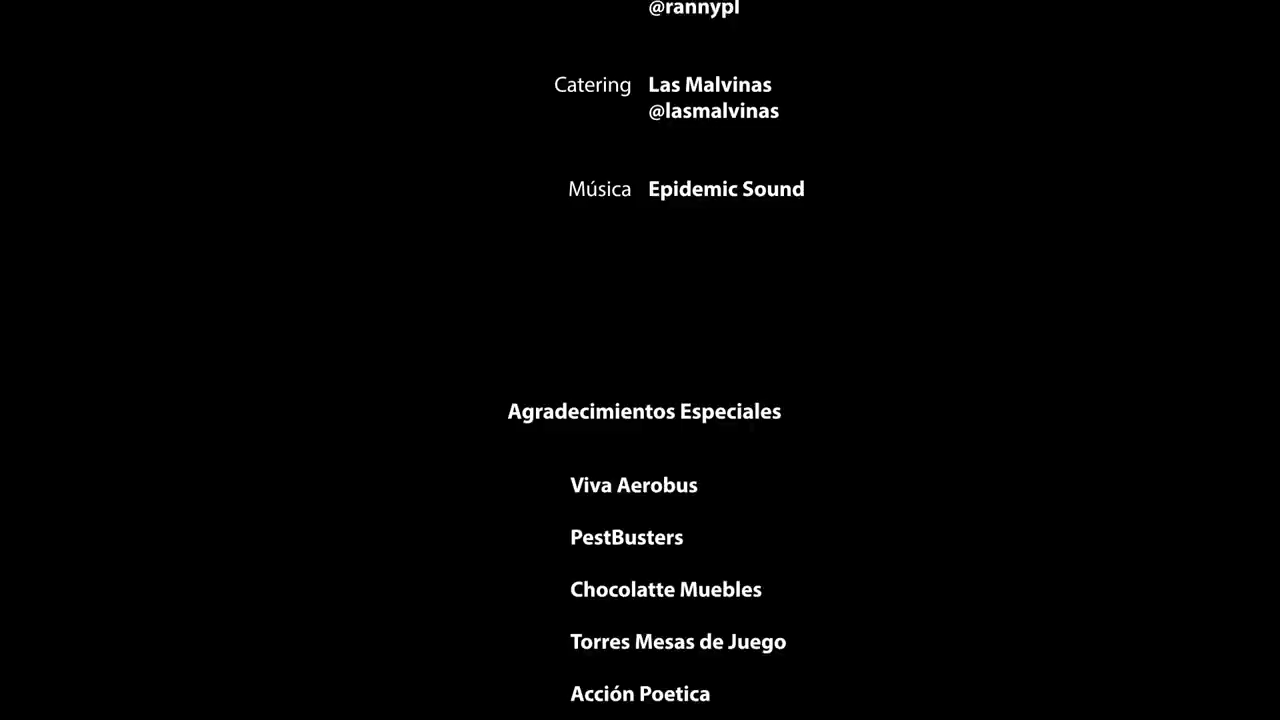 @rannypl
Catering Las Malvinas
@lasmalvinas
Música Epidemic Sound
Agradecimientos Especiales
Viva Aerobus
PestBusters
Chocolatte Muebles
Torres Mesas de Juego
Acción Poetica